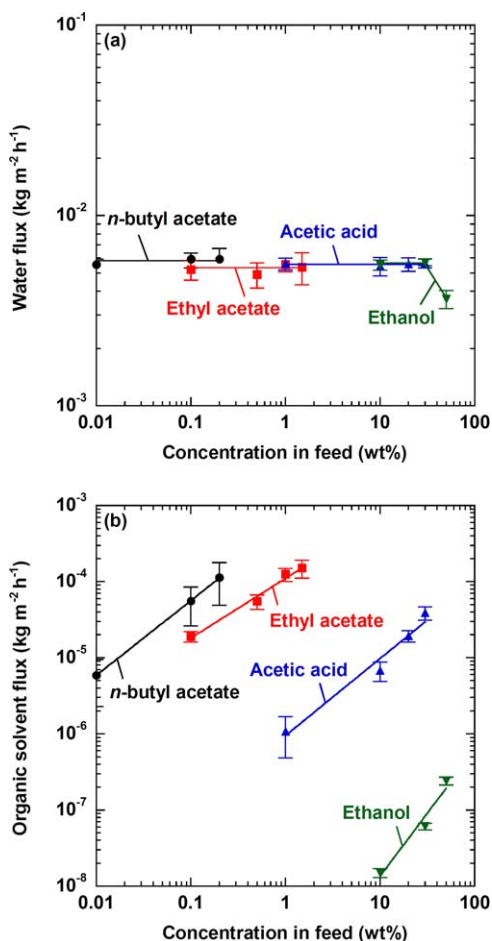 (a)
Water flux (kg m⁻² h⁻¹)
10⁻¹
10⁻²
10⁻³
n-butyl acetate
Acetic acid
Ethyl acetate
Ethanol
0.01 0.1 1 10 100
Concentration in feed (wt%)
(b)
Organic solvent flux (kg m⁻² h⁻¹)
10⁻³
10⁻⁴
10⁻⁵
10⁻⁶
10⁻⁷
10⁻⁸
Ethyl acetate
n-butyl acetate
Acetic acid
Ethanol
0.01 0.1 1 10 100
Concentration in feed (wt%)